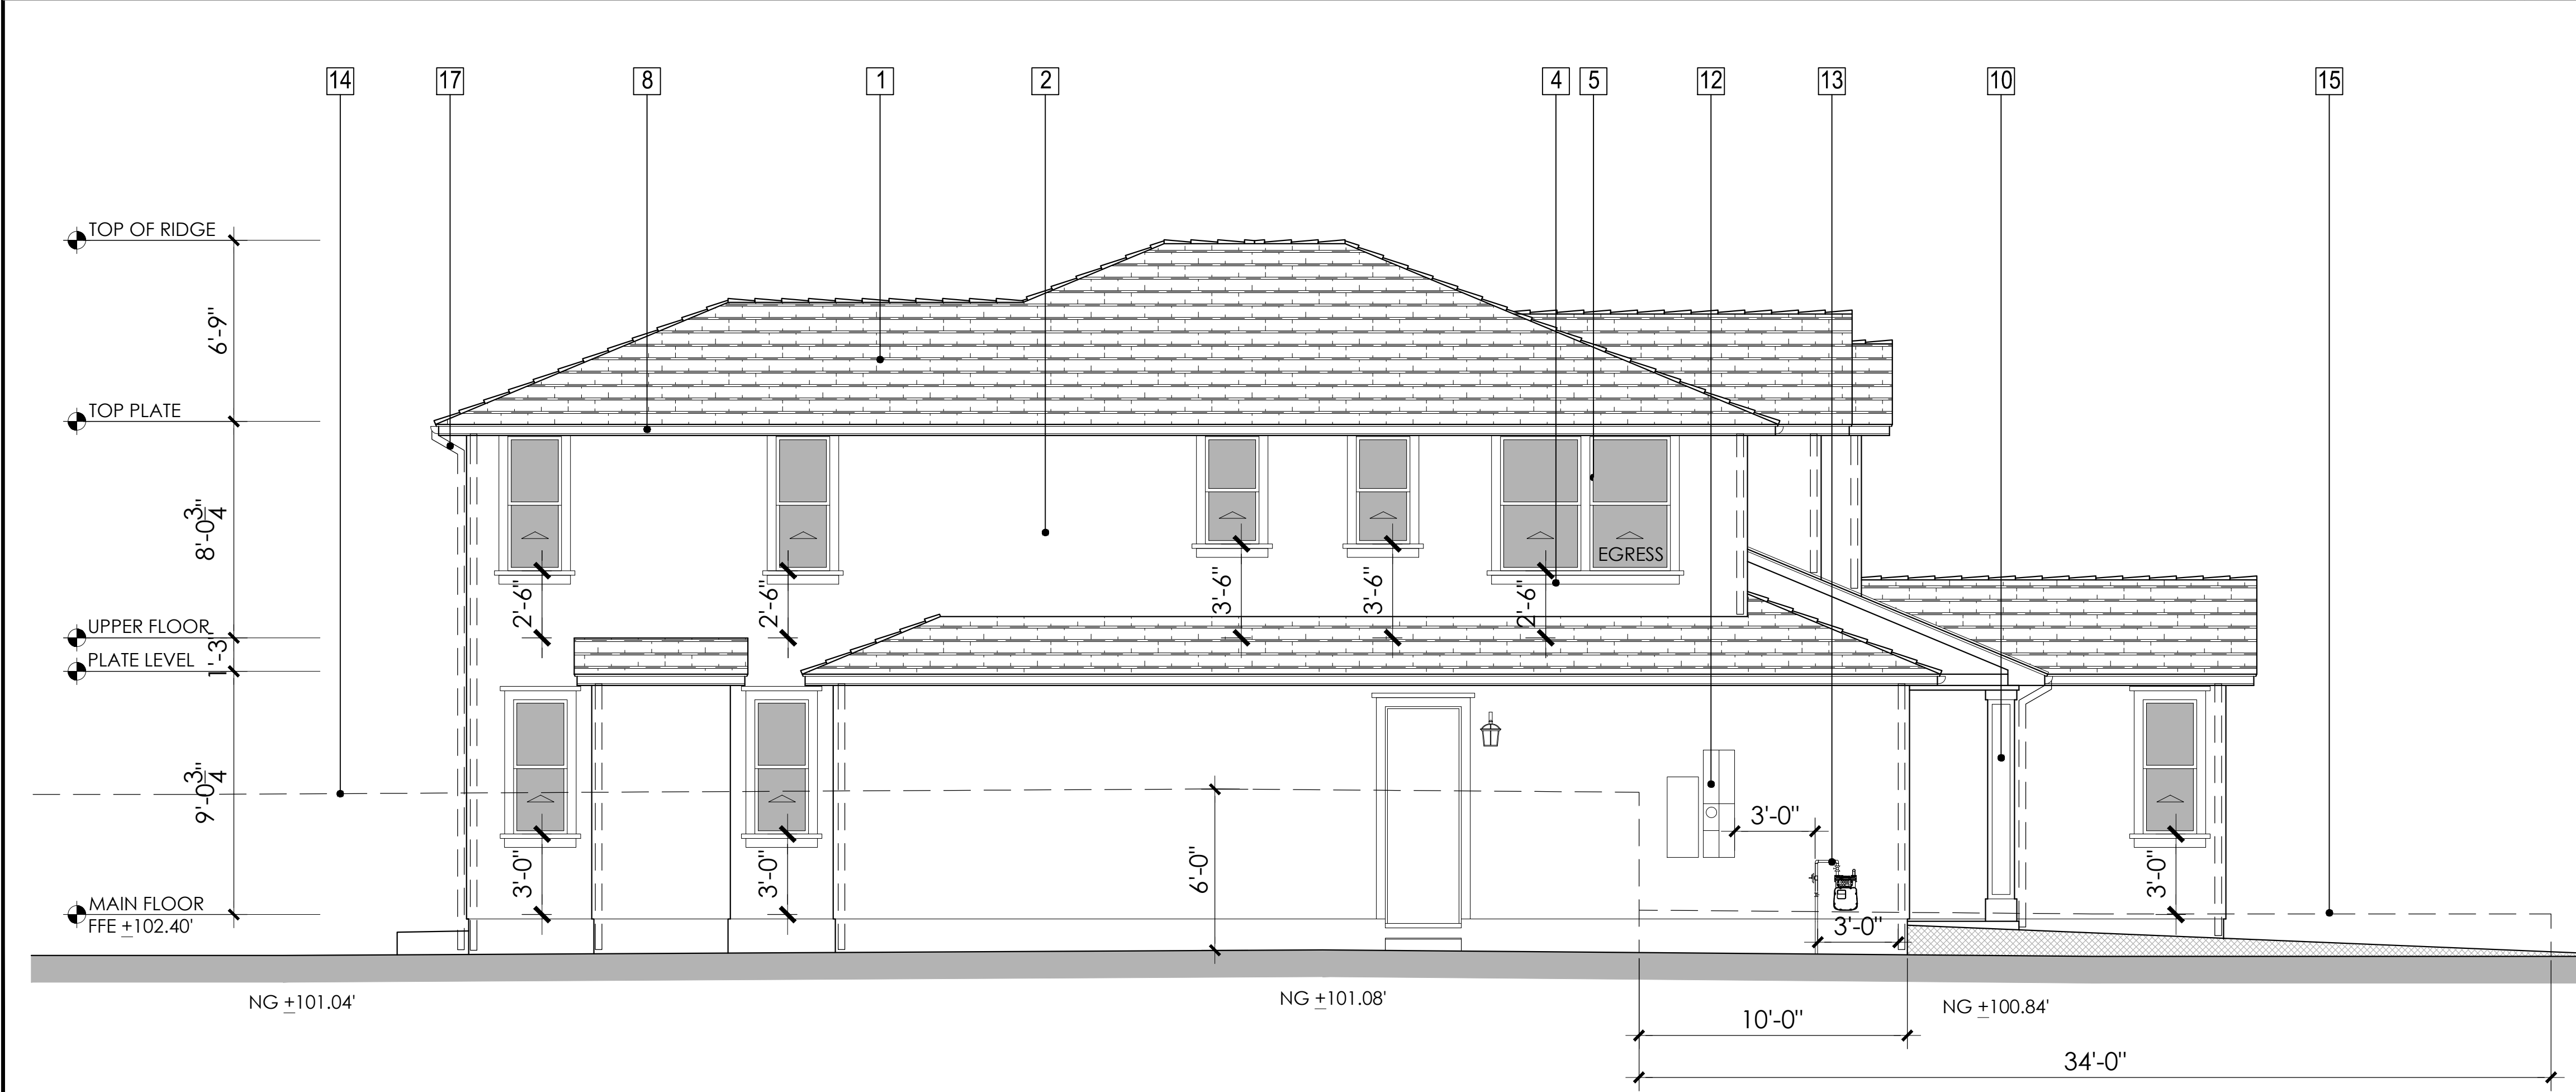 14 17 8 1 2 4 5 12 13 10 15
TOP OF RIDGE
6'-9"
TOP PLATE
8'-0 3/4"
EGRESS
2'-6" 2'-6" 3'-6" 3'-6" 2'-6"
UPPER FLOOR
1'-3"
PLATE LEVEL
9'-0 3/4"
3'-0"
6'-0"
3'-0" 3'-0" 3'-0"
MAIN FLOOR
FFE ±102.40'
3'-0"
NG ±101.04'
NG ±101.08'
NG ±100.84'
10'-0"
34'-0"